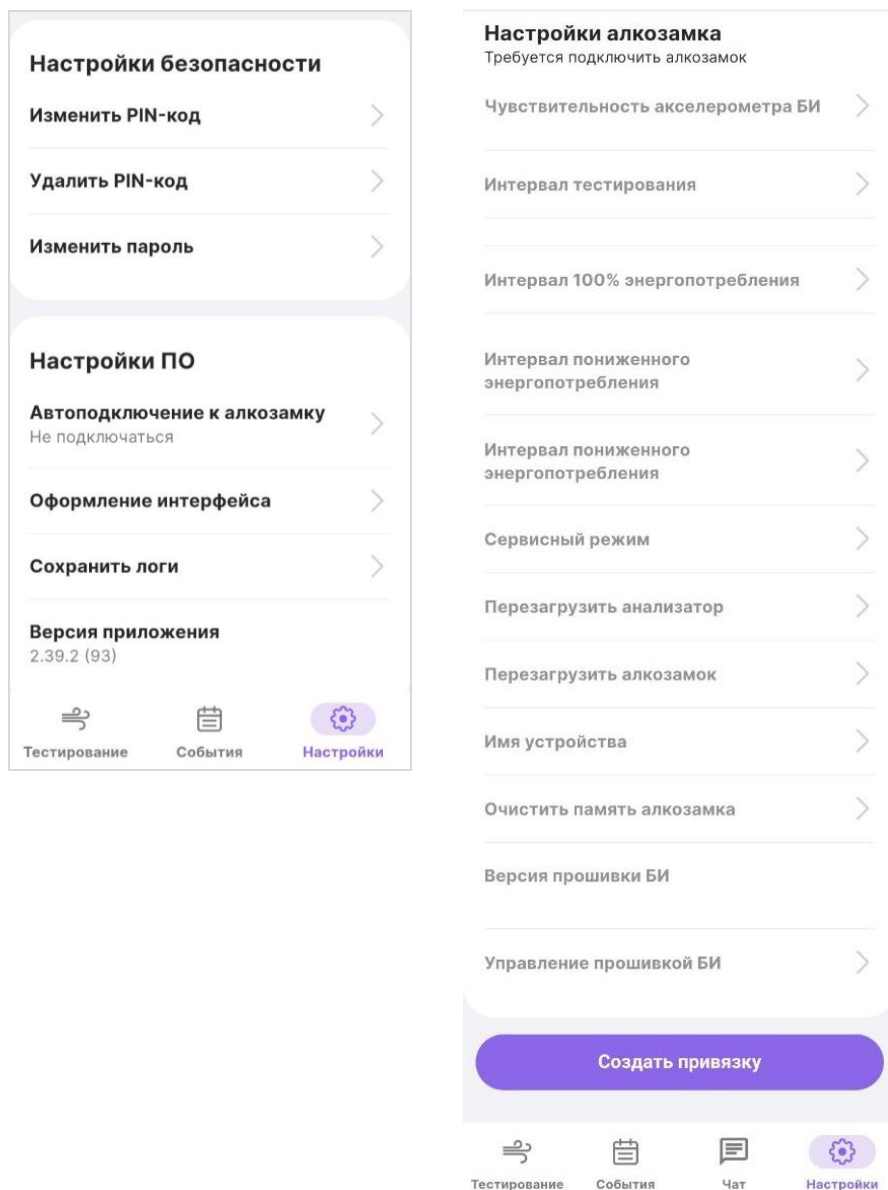 Настройки безопасности
Изменить PIN-код
Удалить PIN-код
Изменить пароль
Настройки ПО
Автоподключение к алкозамку
Не подключаться
Оформление интерфейса
Сохранить логи
Версия приложения
2.39.2 (93)
Тестирование
События
Настройки
Настройки алкозамка
Требуется подключить алкозамок
Чувствительность акселерометра БИ
Интервал тестирования
Интервал 100% энергопотребления
Интервал пониженного
энергопотребления
Интервал пониженного
энергопотребления
Сервисный режим
Перезагрузить анализатор
Перезагрузить алкозамок
Имя устройства
Очистить память алкозамка
Версия прошивки БИ
Управление прошивкой БИ
Создать привязку
Тестирование
События
Чат
Настройки